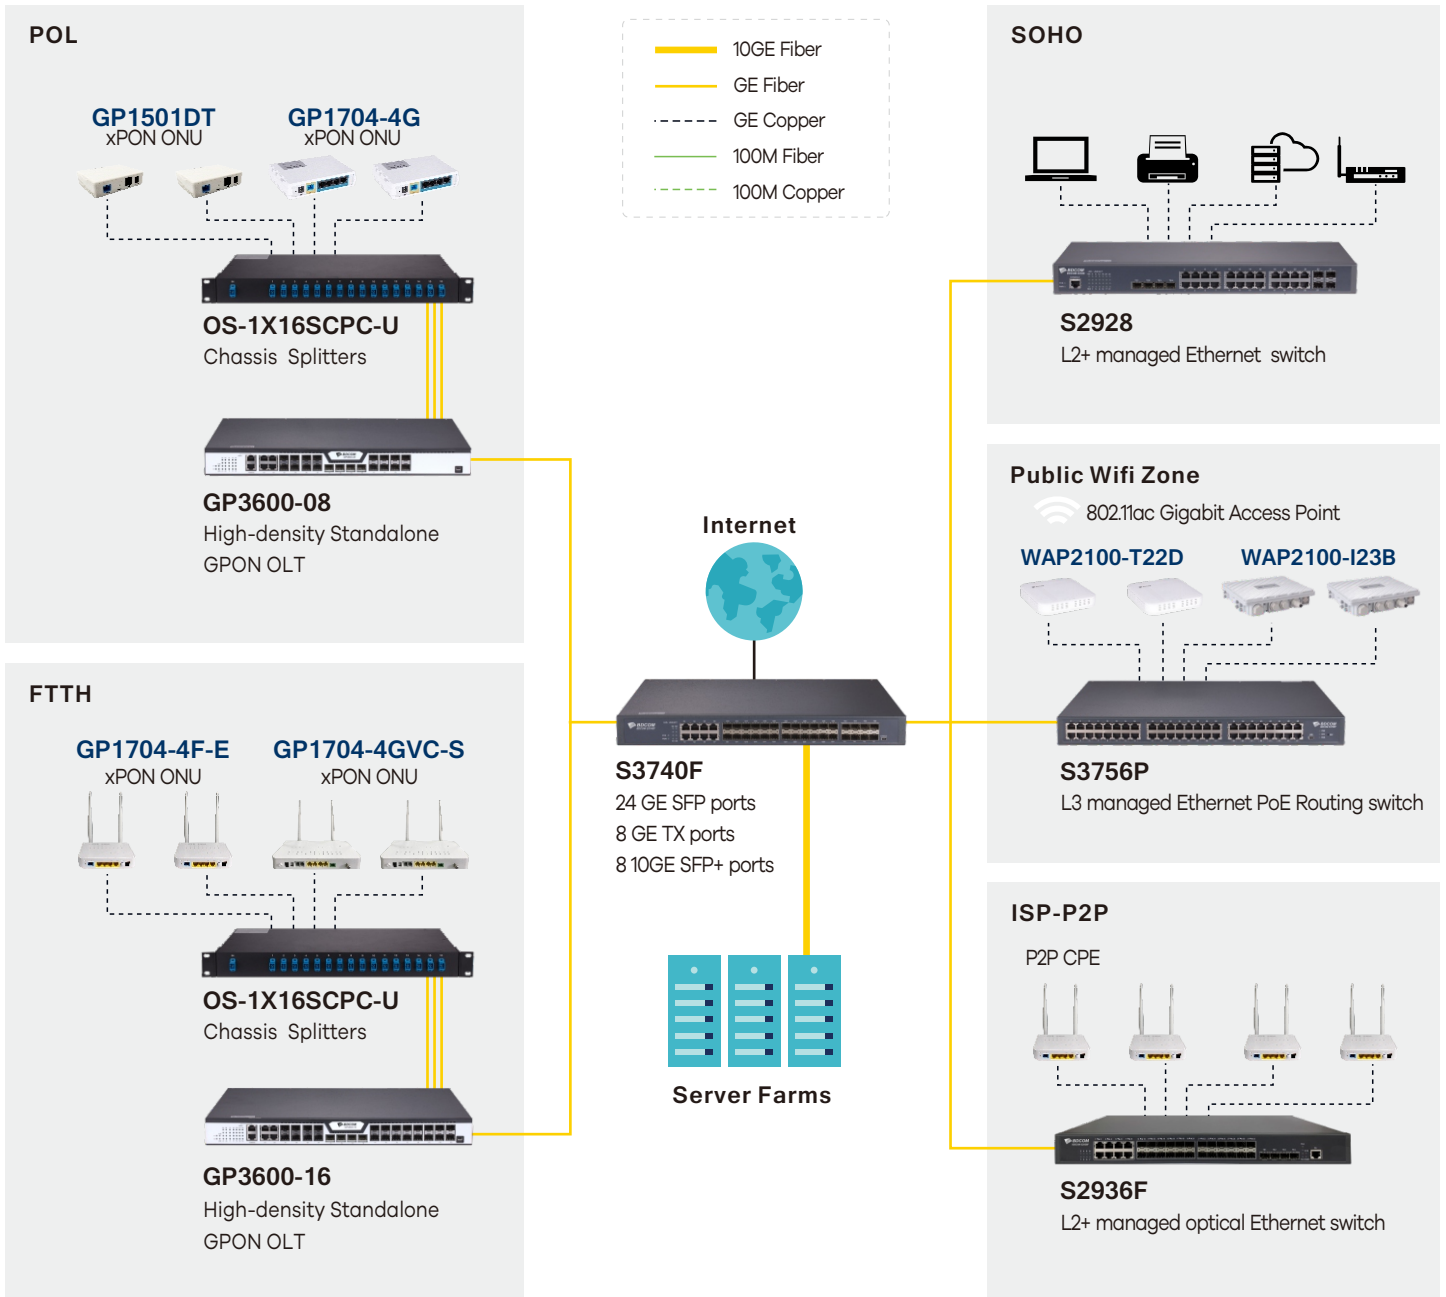 POL
GP1501DT
xPON ONU
GP1704-4G
xPON ONU
OS-1X16SCPC-U
Chassis Splitters
GP3600-08
High-density Standalone
GPON OLT
FTTH
GP1704-4F-E
xPON ONU
GP1704-4GVC-S
xPON ONU
OS-1X16SCPC-U
Chassis Splitters
GP3600-16
High-density Standalone
GPON OLT
10GE Fiber
GE Fiber
GE Copper
100M Fiber
100M Copper
Internet
BDCOM
S3740F
24 GE SFP ports
8 GE TX ports
8 10GE SFP+ ports
Server Farms
SOHO
BDCOM
S2928
L2+ managed Ethernet switch
Public Wifi Zone
802.11ac Gigabit Access Point
WAP2100-T22D
WAP2100-I23B
BDCOM
S3756P
L3 managed Ethernet PoE Routing switch
ISP-P2P
P2P CPE
BDCOM
S2936F
L2+ managed optical Ethernet switch